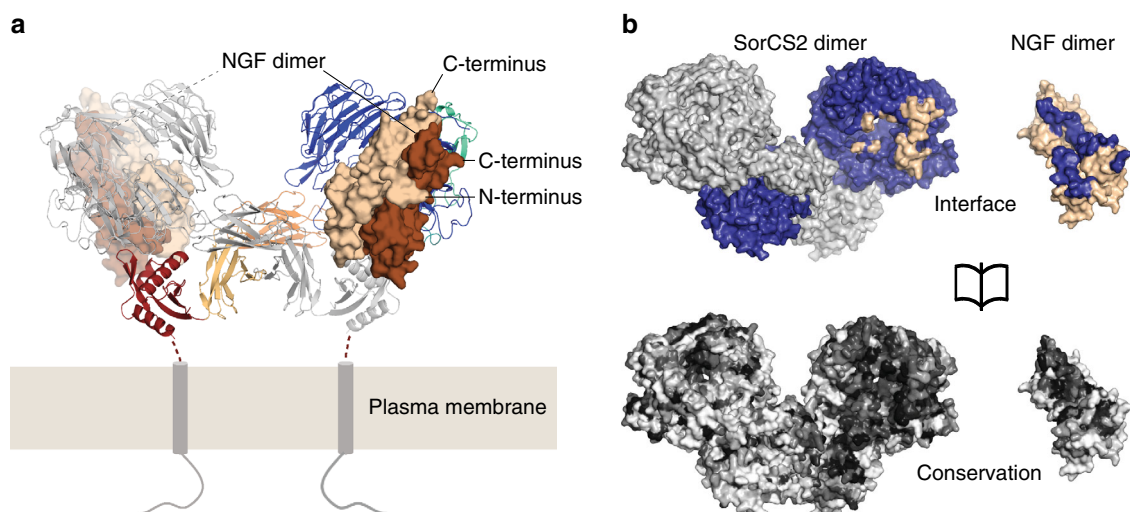 a
NGF dimer
C-terminus
C-terminus
N-terminus
Plasma membrane
b
SorCS2 dimer
NGF dimer
Interface
Conservation